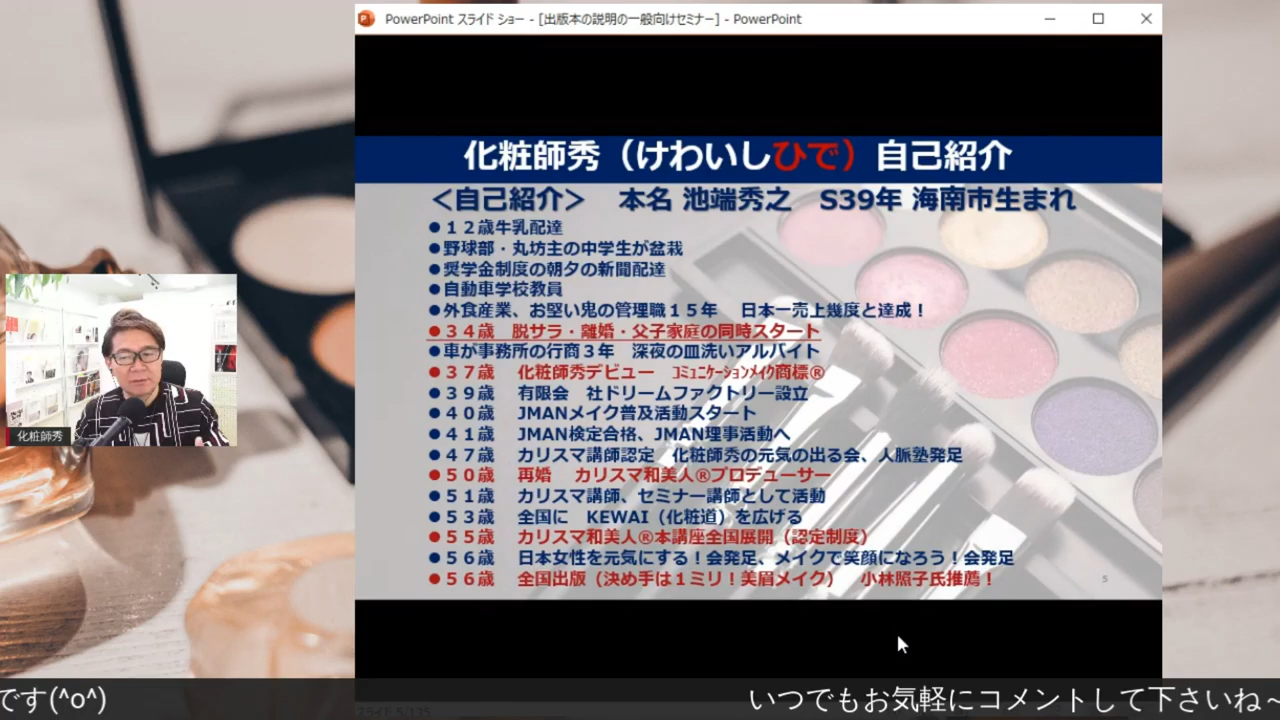 PowerPoint スライド ショー - [出版本の説明の一般向けセミナー] - PowerPoint
化粧師秀（けわいしひで）自己紹介
＜自己紹介＞　本名 池端秀之　S39年 海南市生まれ
●１２歳牛乳配達
●野球部・丸坊主の中学生が盆栽
●奨学金制度の朝夕の新聞配達
●自動車学校教員
●外食産業、お堅い鬼の管理職１５年　日本一売上幾度と達成！
●３４歳　脱サラ・離婚・父子家庭の同時スタート
●車が事務所の行商３年　深夜の皿洗いアルバイト
●３７歳　化粧師秀デビュー　ｺﾐｭﾆｹｰｼｮﾝﾒｲｸ商標®
●３９歳　有限会　社ドリームファクトリー設立
●４０歳　JMANメイク普及活動スタート
●４１歳　JMAN検定合格、JMAN理事活動へ
●４７歳　カリスマ講師認定　化粧師秀の元気の出る会、人脈塾発足
●５０歳　再婚　カリスマ和美人®プロデューサー
●５１歳　カリスマ講師、セミナー講師として活動
●５３歳　全国に　KEWAI（化粧道）を広げる
●５５歳　カリスマ和美人®本講座全国展開（認定制度）
●５６歳　日本女性を元気にする！会発足、メイクで笑顔になろう！会発足
●５６歳　全国出版（決め手は１ミリ！美眉メイク）　小林照子氏推薦！
5
化粧師秀
です(^o^)
いつでもお気軽にコメントして下さいね～